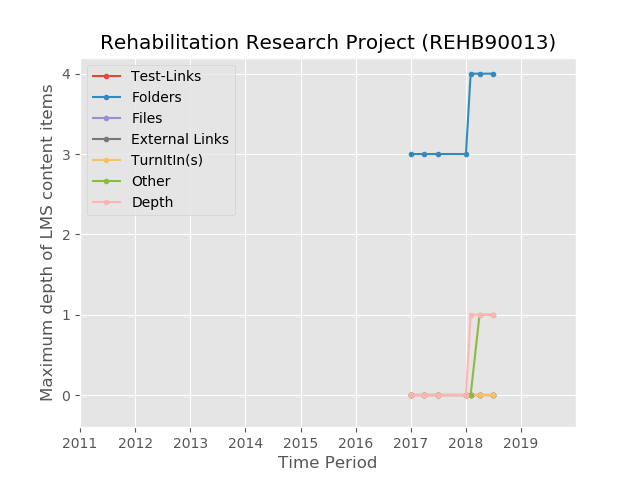 Rehabilitation Research Project (REHB90013)
Maximum depth of LMS content items
4
3
2
1
0
Test-Links
Folders
Files
External Links
TurnItIn(s)
Other
Depth
2011 2012 2013 2014 2015 2016 2017 2018 2019
Time Period